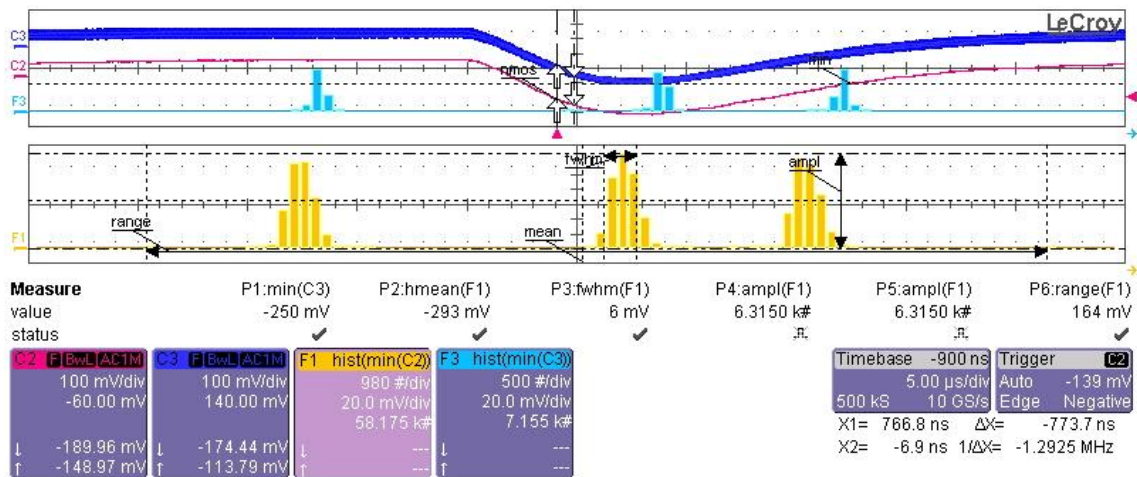 LeCroy
C3
C2
nmos
min
F3
fwhm
ampl
range
mean
F1
Measure P1:min(C3) P2:hmean(F1) P3:fwhm(F1) P4:ampl(F1) P5:ampl(F1) P6:range(F1)
value -250 mV -293 mV 6 mV 6.3150 k# 6.3150 k# 164 mV
status
C2 F BwL AC1M
100 mV/div
-60.00 mV
↓ -189.96 mV
↑ -148.97 mV
C3 F BwL AC1M
100 mV/div
140.00 mV
↓ -174.44 mV
↑ -113.79 mV
F1 hist(min(C2))
980 #/div
20.0 mV/div
58.175 k#
↓ ---
↑ ---
F3 hist(min(C3))
500 #/div
20.0 mV/div
7.155 k#
↓ ---
↑ ---
Timebase -900 ns
5.00 µs/div
500 kS 10 GS/s
Trigger C2
Auto -139 mV
Edge Negative
X1= 766.8 ns ΔX= -773.7 ns
X2= -6.9 ns 1/ΔX= -1.2925 MHz